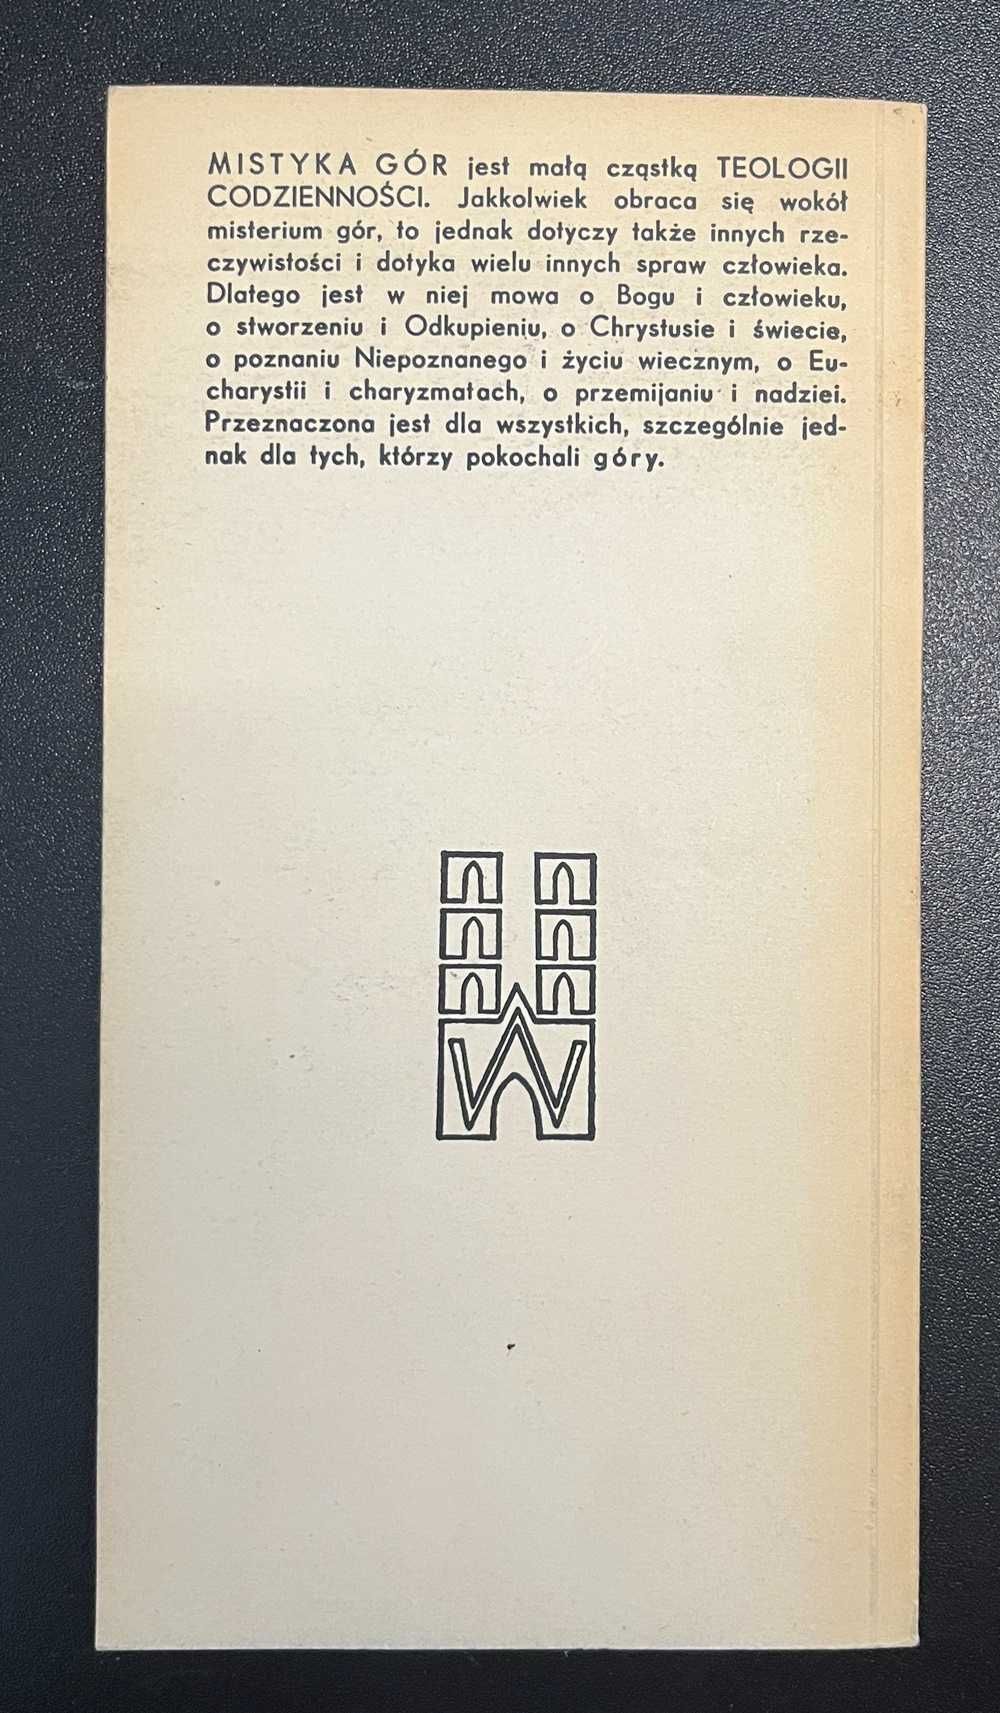 MISTYKA GÓR jest małą cząstką TEOLOGII
CODZIENNOŚCI. Jakkolwiek obraca się wokół
misterium gór, to jednak dotyczy także innych rze-
czywistości i dotyka wielu innych spraw człowieka.
Dlatego jest w niej mowa o Bogu i człowieku,
o stworzeniu i Odkupieniu, o Chrystusie i świecie,
o poznaniu Niepoznanego i życiu wiecznym, o Eu-
charystii i charyzmatach, o przemijaniu i nadziei.
Przeznaczona jest dla wszystkich, szczególnie jed-
nak dla tych, którzy pokochali góry.
W